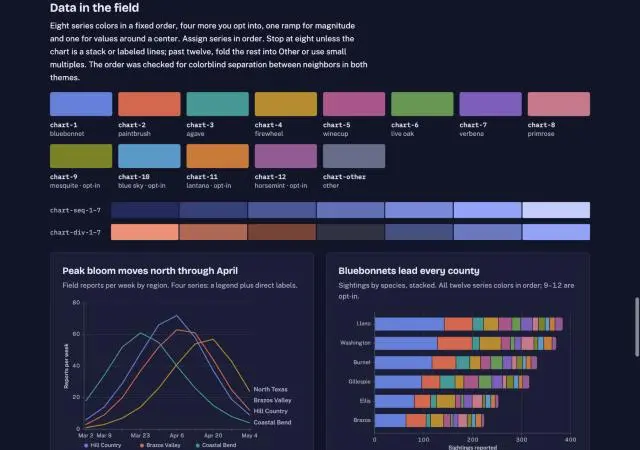 Data in the field
Eight series colors in a fixed order, four more you opt into, one ramp for magnitude
and one for values around a center. Assign series in order. Stop at eight unless the
chart is a stack or labeled lines; past twelve, fold the rest into Other or use small
multiples. The order was checked for colorblind separation between neighbors in both
themes.
chart-1 chart-2 chart-3 chart-4 chart-5 chart-6 chart-7 chart-8
bluebonnet paintbrush agave firewheel winecup live oak verbena primrose
chart-9 chart-10 chart-11 chart-12 chart-other
mesquite · opt-in blue sky · opt-in lantana · opt-in horsemint · opt-in other
chart-seq-1-7
chart-div-1-7
Peak bloom moves north through April
Field reports per week by region. Four series: a legend plus direct labels.
80
60
40
20
0
Reports per week
North Texas
Brazos Valley
Hill Country
Coastal Bend
Mar 2 Mar 9 Mar 23 Apr 6 Apr 20 May 4
Hill Country Brazos Valley Coastal Bend
Bluebonnets lead every county
Sightings by species, stacked. All twelve series colors in order; 9–12 are
opt-in.
Llano
Washington
Burnet
Gillespie
Ellis
Brazos
0 100 200 300 400
Sightings reported